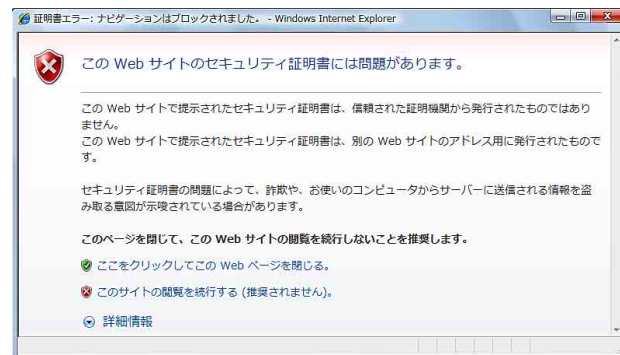 証明書エラー: ナビゲーションはブロックされました。 - Windows Internet Explorer
この Web サイトのセキュリティ証明書には問題があります。
この Web サイトで提示されたセキュリティ証明書は、信頼された証明機関から発行されたものではあり
ません。
この Web サイトで提示されたセキュリティ証明書は、別の Web サイトのアドレス用に発行されたもので
す。
セキュリティ証明書の問題によって、詐欺や、お使いのコンピュータからサーバーに送信される情報を盗
み取る意図が示唆されている場合があります。
このページを閉じて、この Web サイトの閲覧を続行しないことを推奨します。
ここをクリックしてこの Web ページを閉じる。
このサイトの閲覧を続行する (推奨されません)。
詳細情報